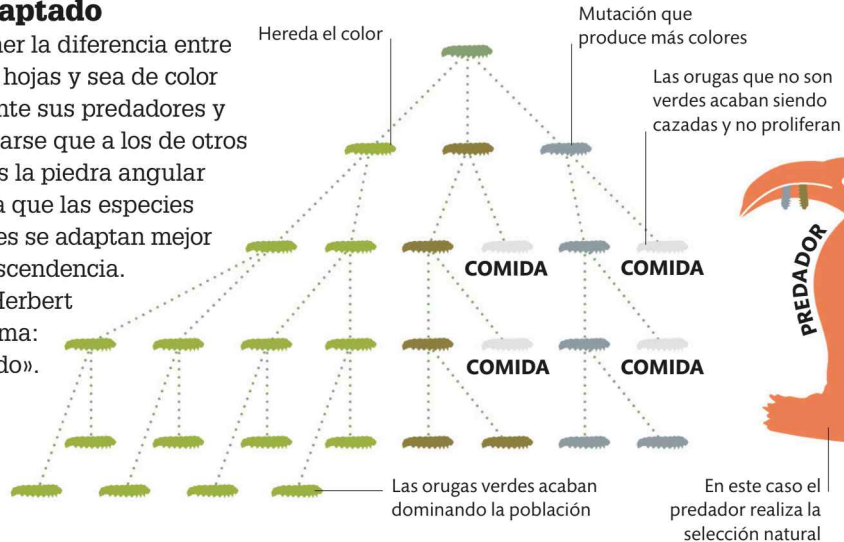 aptado
ner la diferencia entre
hojas y sea de color
nte sus predadores y
arse que a los de otros
s la piedra angular
a que las especies
es se adaptan mejor
scendencia.
Herbert
ma:
do».
Hereda el color
Mutación que
produce más colores
Las orugas que no son
verdes acaban siendo
cazadas y no proliferan
COMIDA
COMIDA
PREDADOR
COMIDA
COMIDA
Las orugas verdes acaban
dominando la población
En este caso el
predador realiza la
selección natural